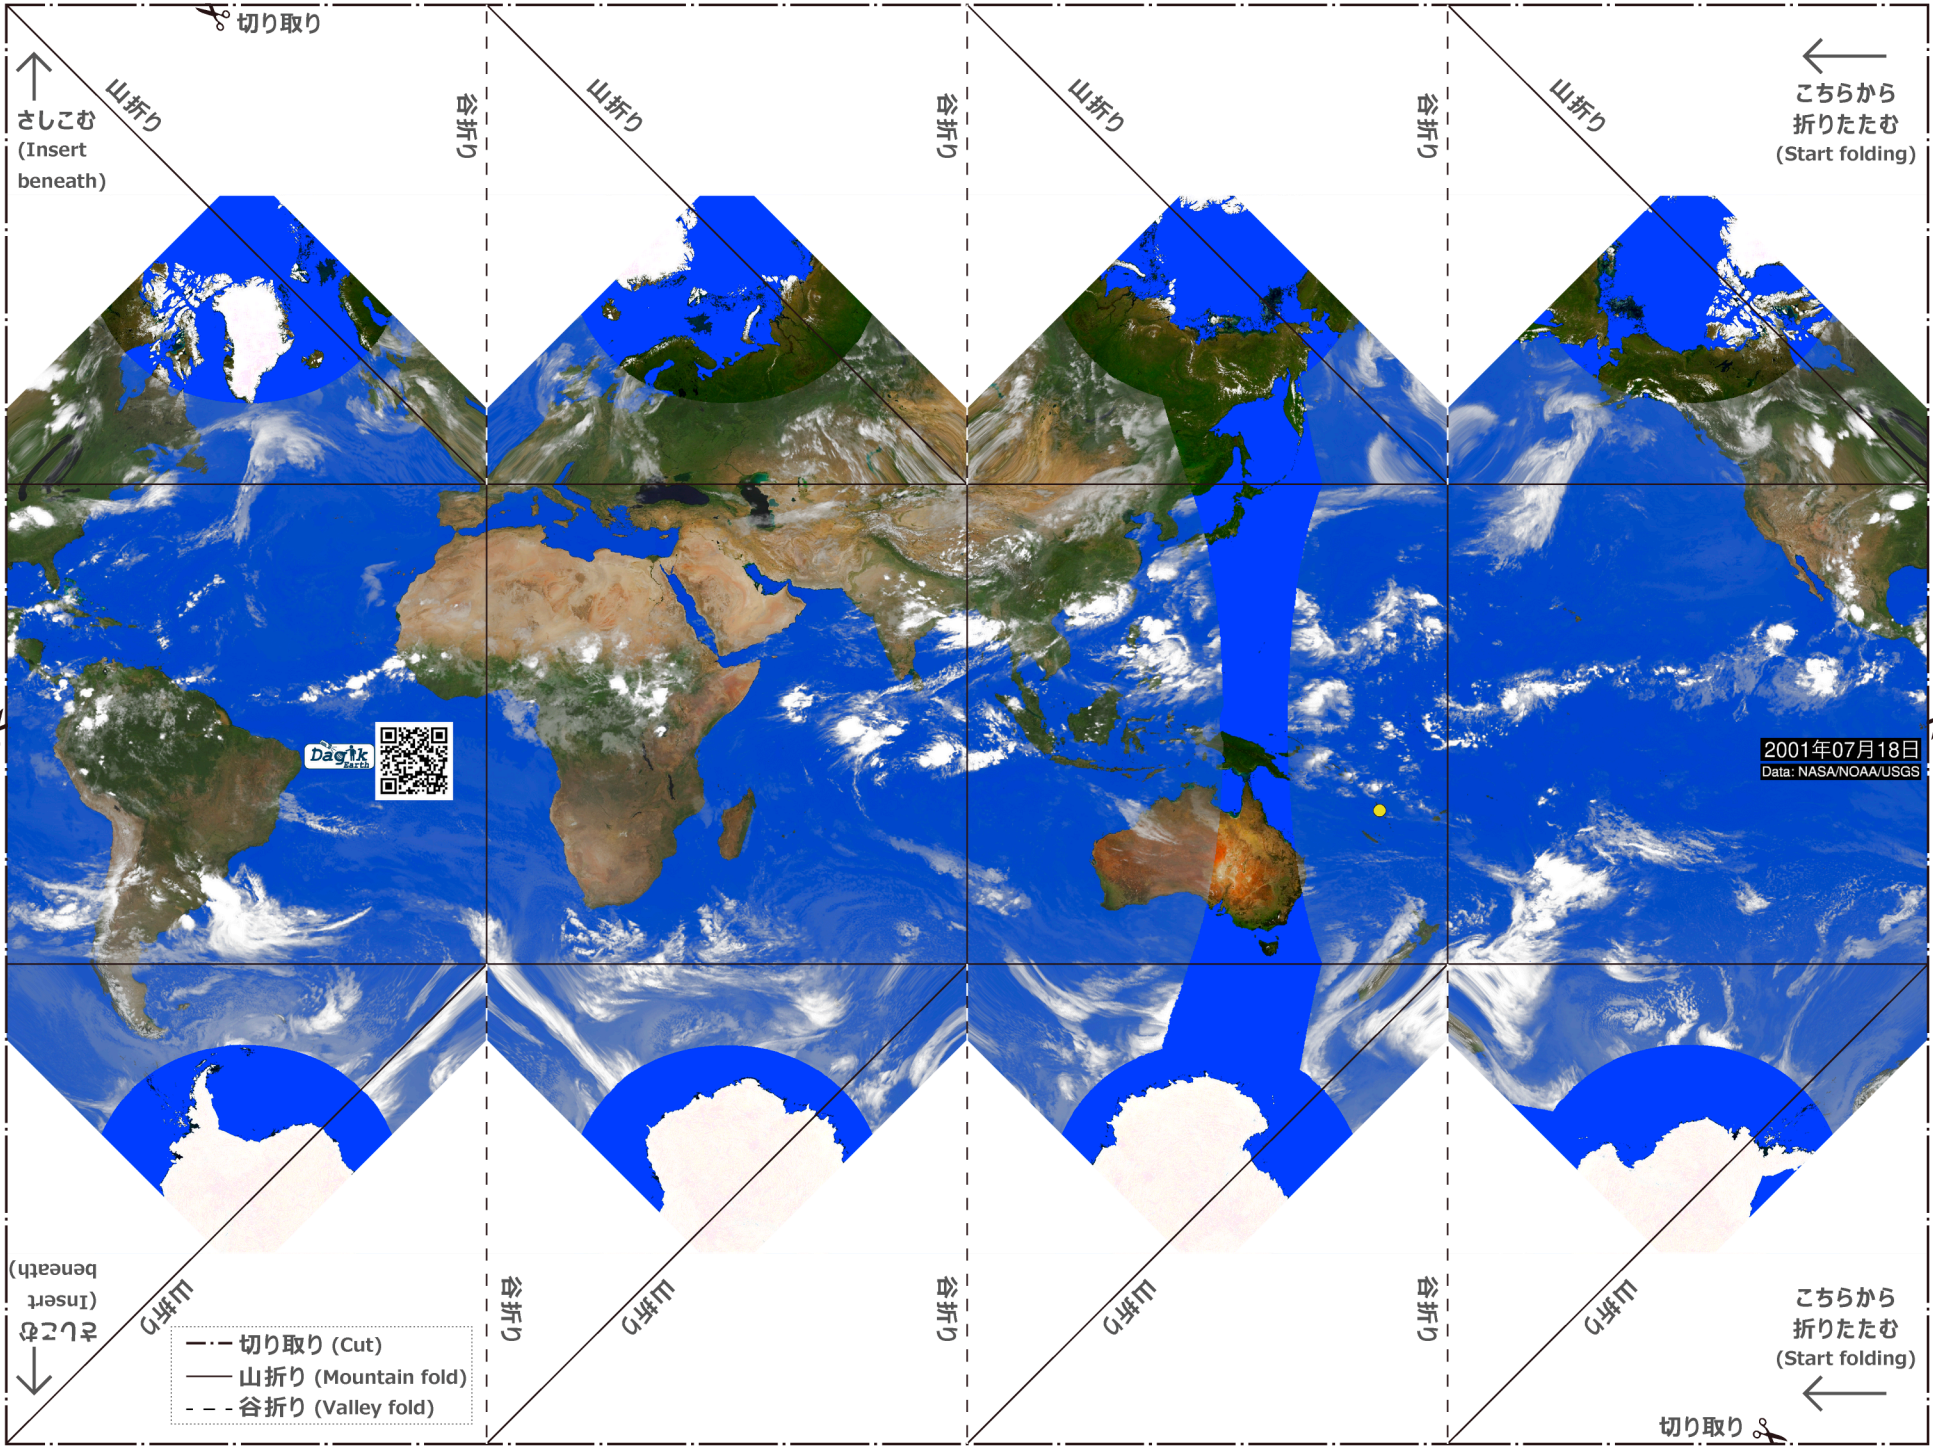 切り取り
山折り
谷折り
山折り
谷折り
山折り
谷折り
山折り
こちらから
折りたたむ
(Start folding)
さしこむ
(Insert
beneath)
Dagik
Earth
2001年07月18日
Data: NASA/NOAA/USGS
さしこむ
(Insert
beneath)
山折り
谷折り
山折り
谷折り
山折り
谷折り
山折り
こちらから
折りたたむ
(Start folding)
切り取り (Cut)
山折り (Mountain fold)
谷折り (Valley fold)
切り取り